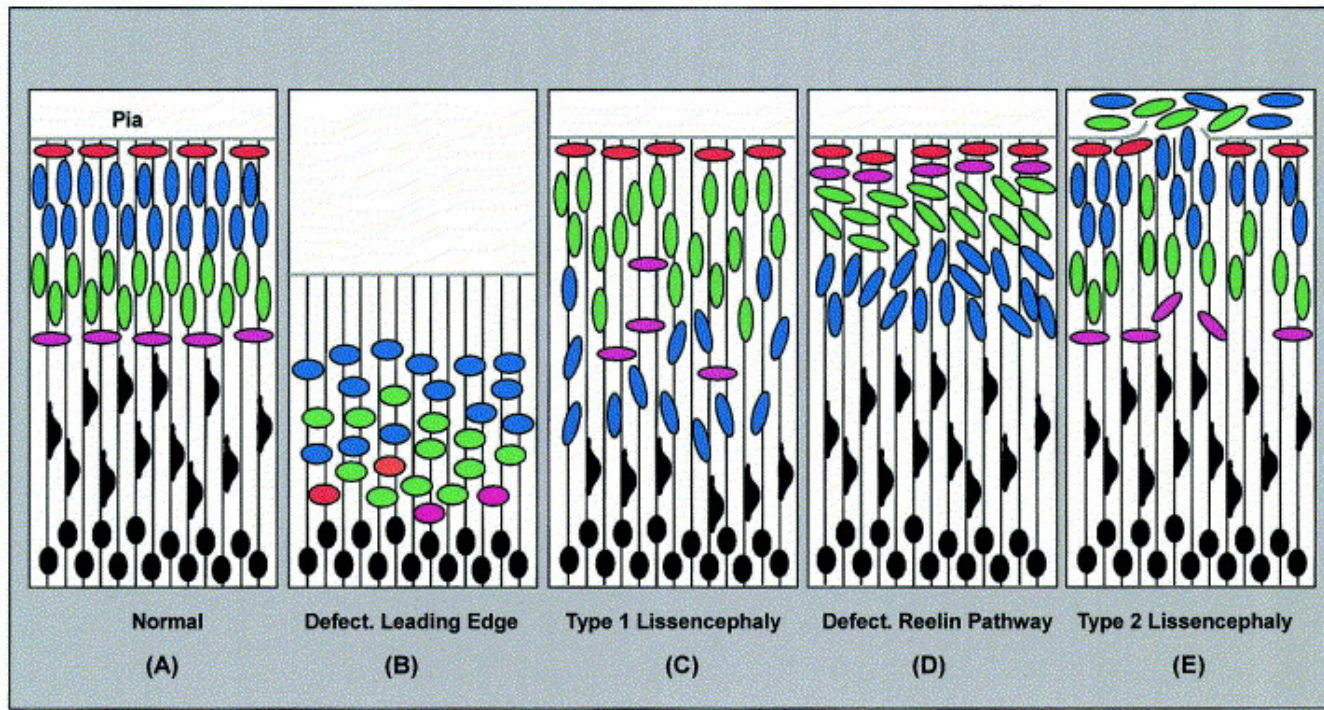 Pia
Normal
Defect. Leading Edge
Type 1 Lissencephaly
Defect. Reelin Pathway
Type 2 Lissencephaly
(A)
(B)
(C)
(D)
(E)